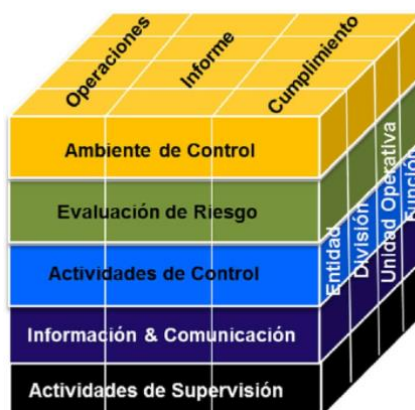 Operaciones
Informe
Cumplimiento
Ambiente de Control
Evaluación de Riesgo
Actividades de Control
Información & Comunicación
Actividades de Supervisión
Entidad
División
Unidad Operativa
Función